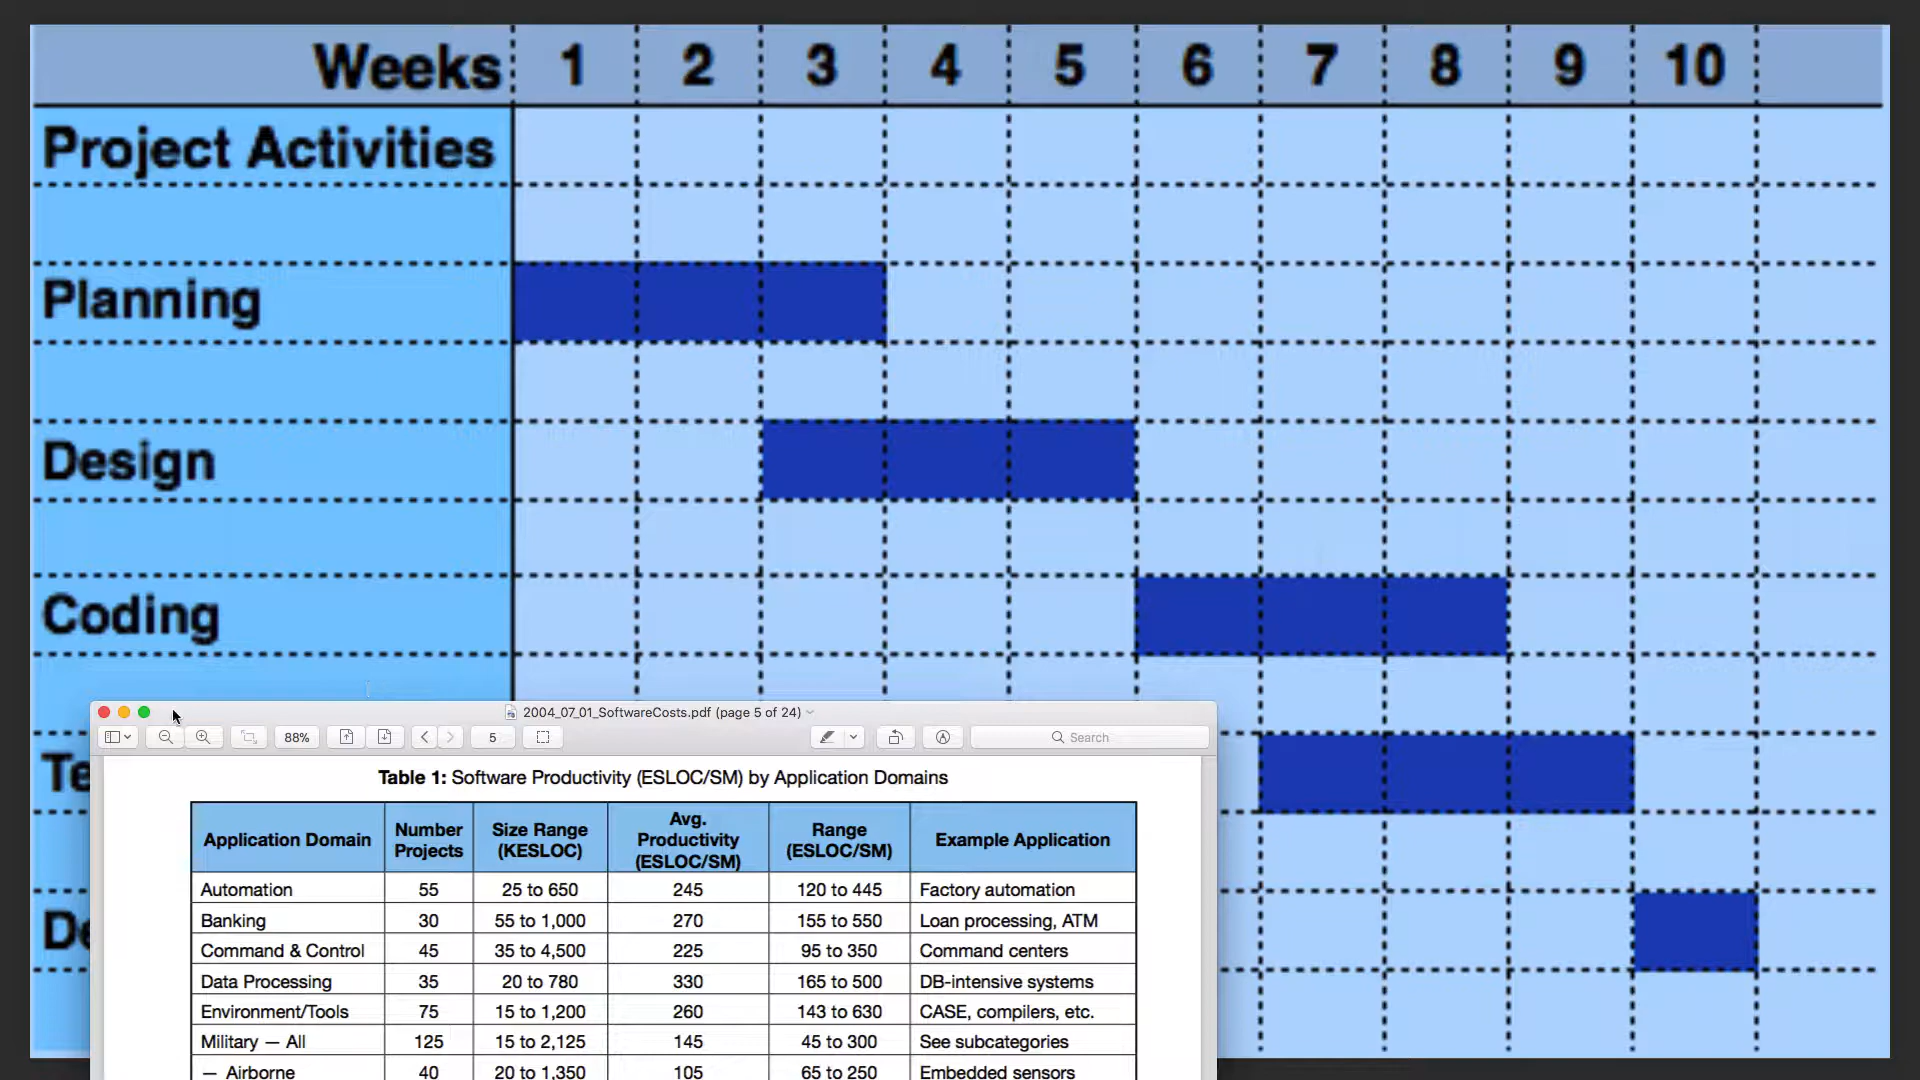 Weeks 1 2 3 4 5 6 7 8 9 10
Project Activities
Planning
Design
Coding
Te
De
2004_07_01_SoftwareCosts.pdf (page 5 of 24)
88%
5
Search
Table 1: Software Productivity (ESLOC/SM) by Application Domains
Application Domain Number Projects Size Range (KESLOC) Avg. Productivity (ESLOC/SM) Range (ESLOC/SM) Example Application
Automation 55 25 to 650 245 120 to 445 Factory automation
Banking 30 55 to 1,000 270 155 to 550 Loan processing, ATM
Command & Control 45 35 to 4,500 225 95 to 350 Command centers
Data Processing 35 20 to 780 330 165 to 500 DB-intensive systems
Environment/Tools 75 15 to 1,200 260 143 to 630 CASE, compilers, etc.
Military — All 125 15 to 2,125 145 45 to 300 See subcategories
— Airborne 40 20 to 1,350 105 65 to 250 Embedded sensors